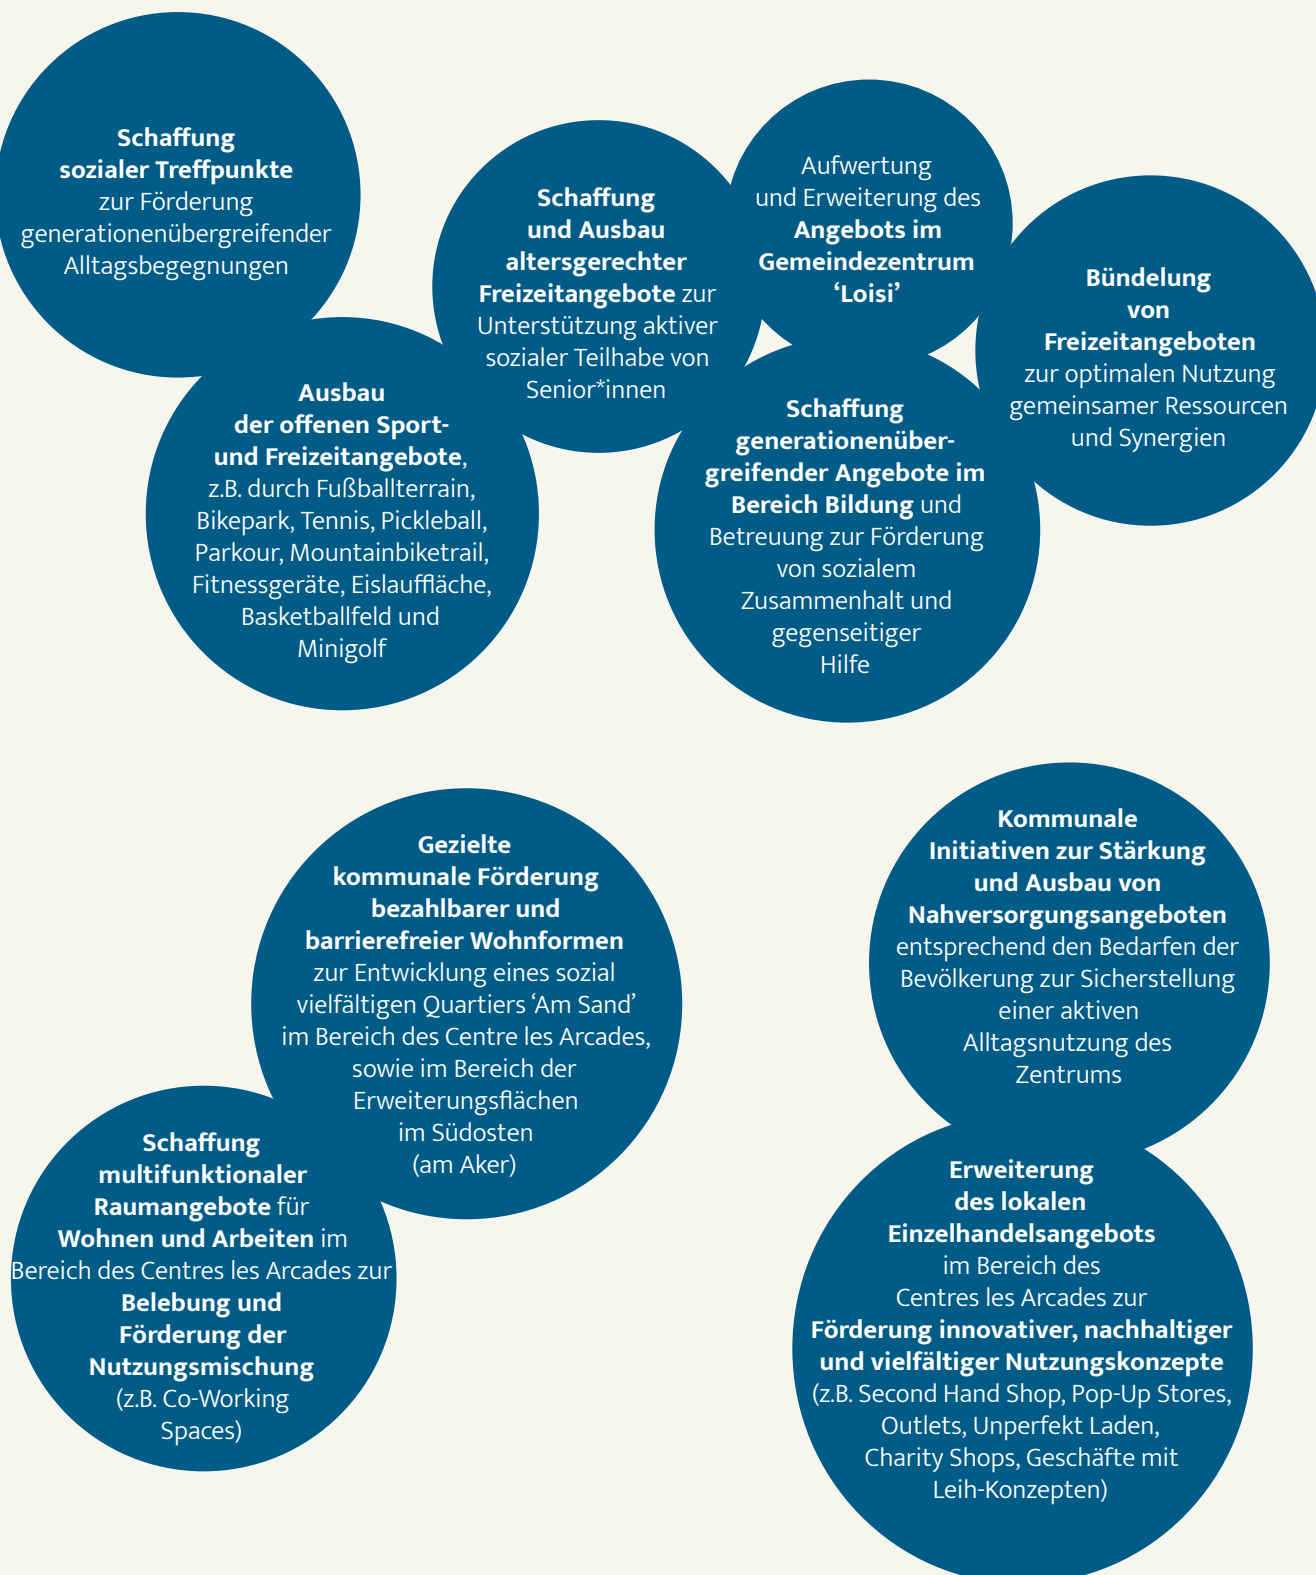 Schaffung
sozialer Treffpunkte
zur Förderung
generationenübergreifender
Alltagsbegegnungen
Ausbau
der offenen Sport-
und Freizeitangebote,
z.B. durch Fußballterrain,
Bikepark, Tennis, Pickleball,
Parkour, Mountainbiketrail,
Fitnessgeräte, Eislauffläche,
Basketballfeld und
Minigolf
Schaffung
und Ausbau
altersgerechter
Freizeitangebote zur
Unterstützung aktiver
sozialer Teilhabe von
Senior*innen
Aufwertung
und Erweiterung des
Angebots im
Gemeindezentrum
‘Loisi’
Schaffung
generationenüber-
greifender Angebote im
Bereich Bildung und
Betreuung zur Förderung
von sozialem
Zusammenhalt und
gegenseitiger
Hilfe
Bündelung
von
Freizeitangeboten
zur optimalen Nutzung
gemeinsamer Ressourcen
und Synergien
Gezielte
kommunale Förderung
bezahlbarer und
barrierefreier Wohnformen
zur Entwicklung eines sozial
vielfältigen Quartiers ‘Am Sand’
im Bereich des Centre les Arcades,
sowie im Bereich der
Erweiterungsflächen
im Südosten
(am Aker)
Schaffung
multifunktionaler
Raumangebote für
Wohnen und Arbeiten im
Bereich des Centres les Arcades zur
Belebung und
Förderung der
Nutzungsmischung
(z.B. Co-Working
Spaces)
Kommunale
Initiativen zur Stärkung
und Ausbau von
Nahversorgungsangeboten
entsprechend den Bedarfen der
Bevölkerung zur Sicherstellung
einer aktiven
Alltagsnutzung des
Zentrums
Erweiterung
des lokalen
Einzelhandelsangebots
im Bereich des
Centres les Arcades zur
Förderung innovativer, nachhaltiger
und vielfältiger Nutzungskonzepte
(z.B. Second Hand Shop, Pop-Up Stores,
Outlets, Unperfekt Laden,
Charity Shops, Geschäfte mit
Leih-Konzepten)